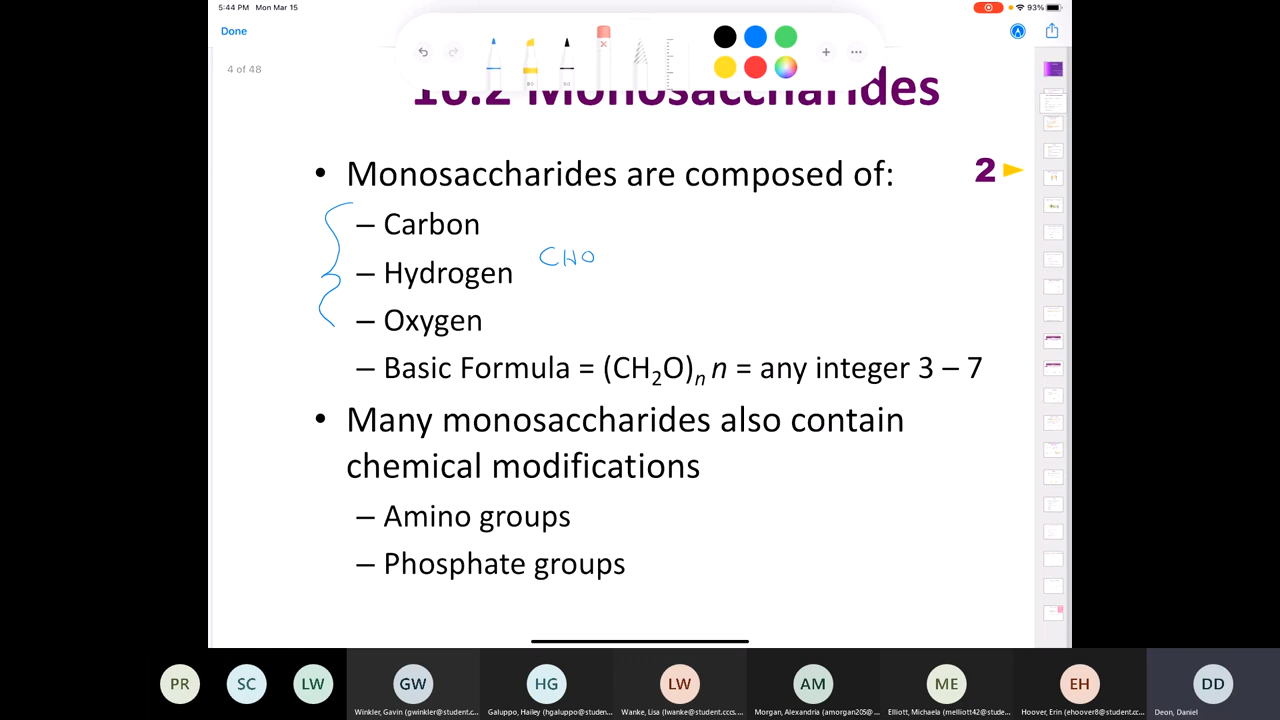 5:44 PM Mon Mar 15
93%
Done
4 of 48
16.2 Monosaccharides
• Monosaccharides are composed of:
2
– Carbon
CHO
– Hydrogen
– Oxygen
– Basic Formula = (CH₂O)ₙ n = any integer 3 – 7
• Many monosaccharides also contain
chemical modifications
– Amino groups
– Phosphate groups
PR SC LW GW HG LW AM ME EH DD
Winkler, Gavin (gwinkler@student.c... Galuppo, Hailey (hgaluppo@studen... Wanke, Lisa (lwanke@student.cccs.... Morgan, Alexandria (amorgan205@... Elliott, Michaela (melliott42@stude... Hoover, Erin (ehoover8@student.cc... Deon, Daniel